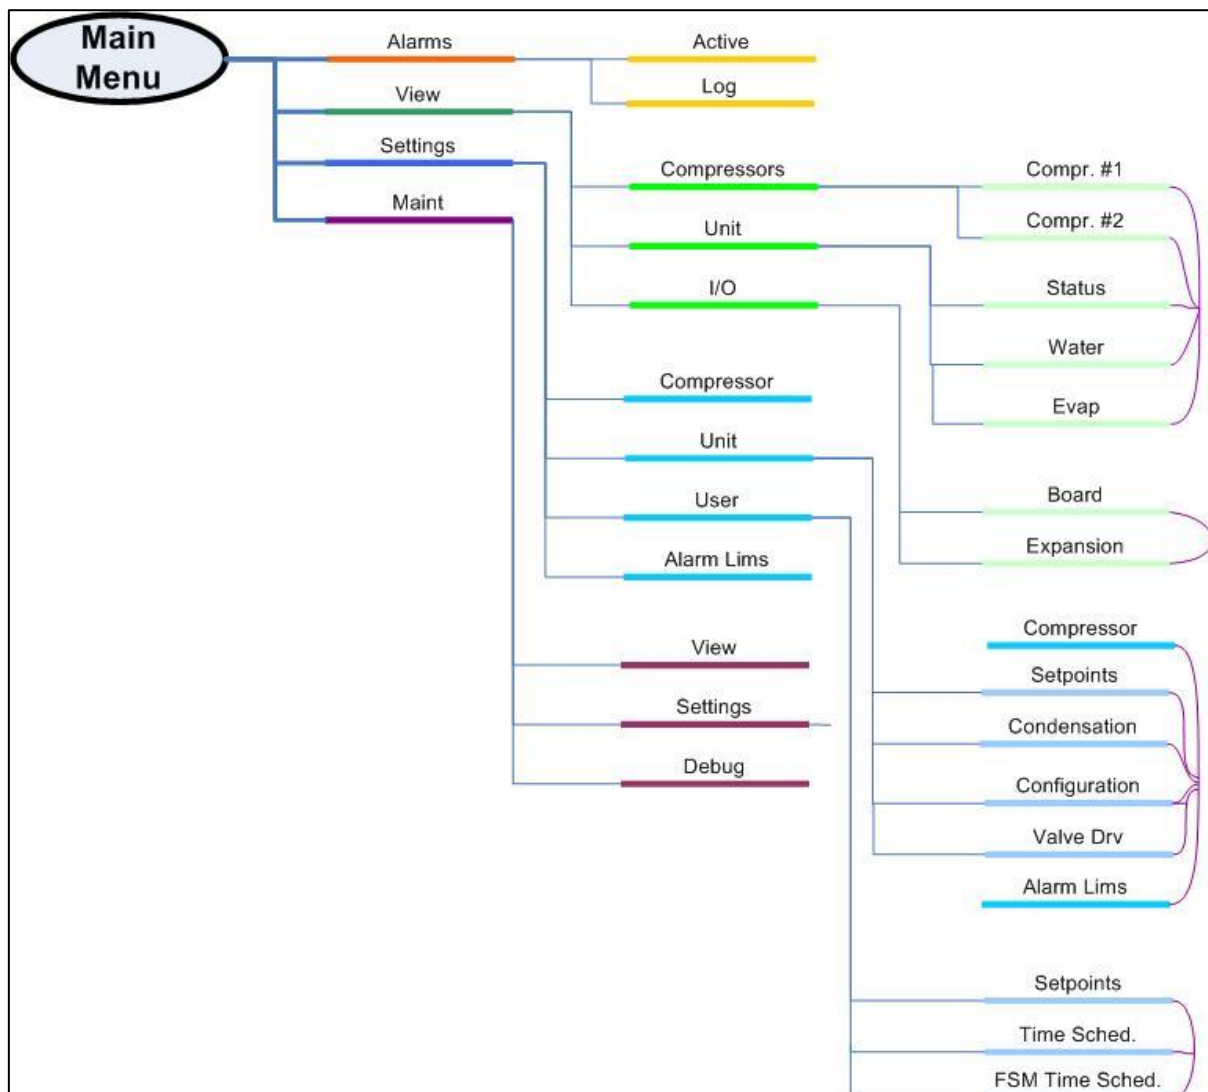 Main
Menu
Alarms
View
Settings
Maint
Active
Log
Compressors
Unit
I/O
Compressor
Unit
User
Alarm Lims
View
Settings
Debug
Compr. #1
Compr. #2
Status
Water
Evap
Board
Expansion
Compressor
Setpoints
Condensation
Configuration
Valve Drv
Alarm Lims
Setpoints
Time Sched.
FSM Time Sched.